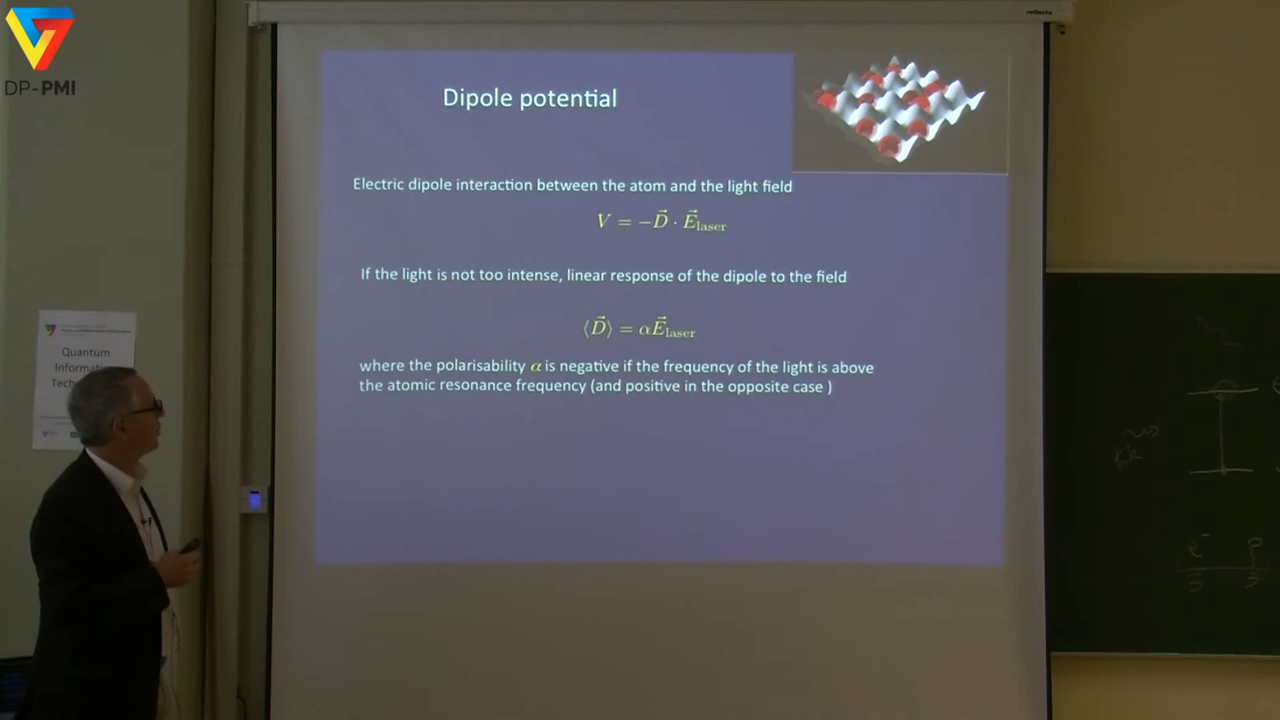 DP-PMI
reflecta
Dipole potential
Electric dipole interaction between the atom and the light field
V = −D⃗ · E⃗laser
If the light is not too intense, linear response of the dipole to the field
⟨D⃗⟩ = αE⃗laser
where the polarisability α is negative if the frequency of the light is above
the atomic resonance frequency (and positive in the opposite case )
Quantum
e⁻ p